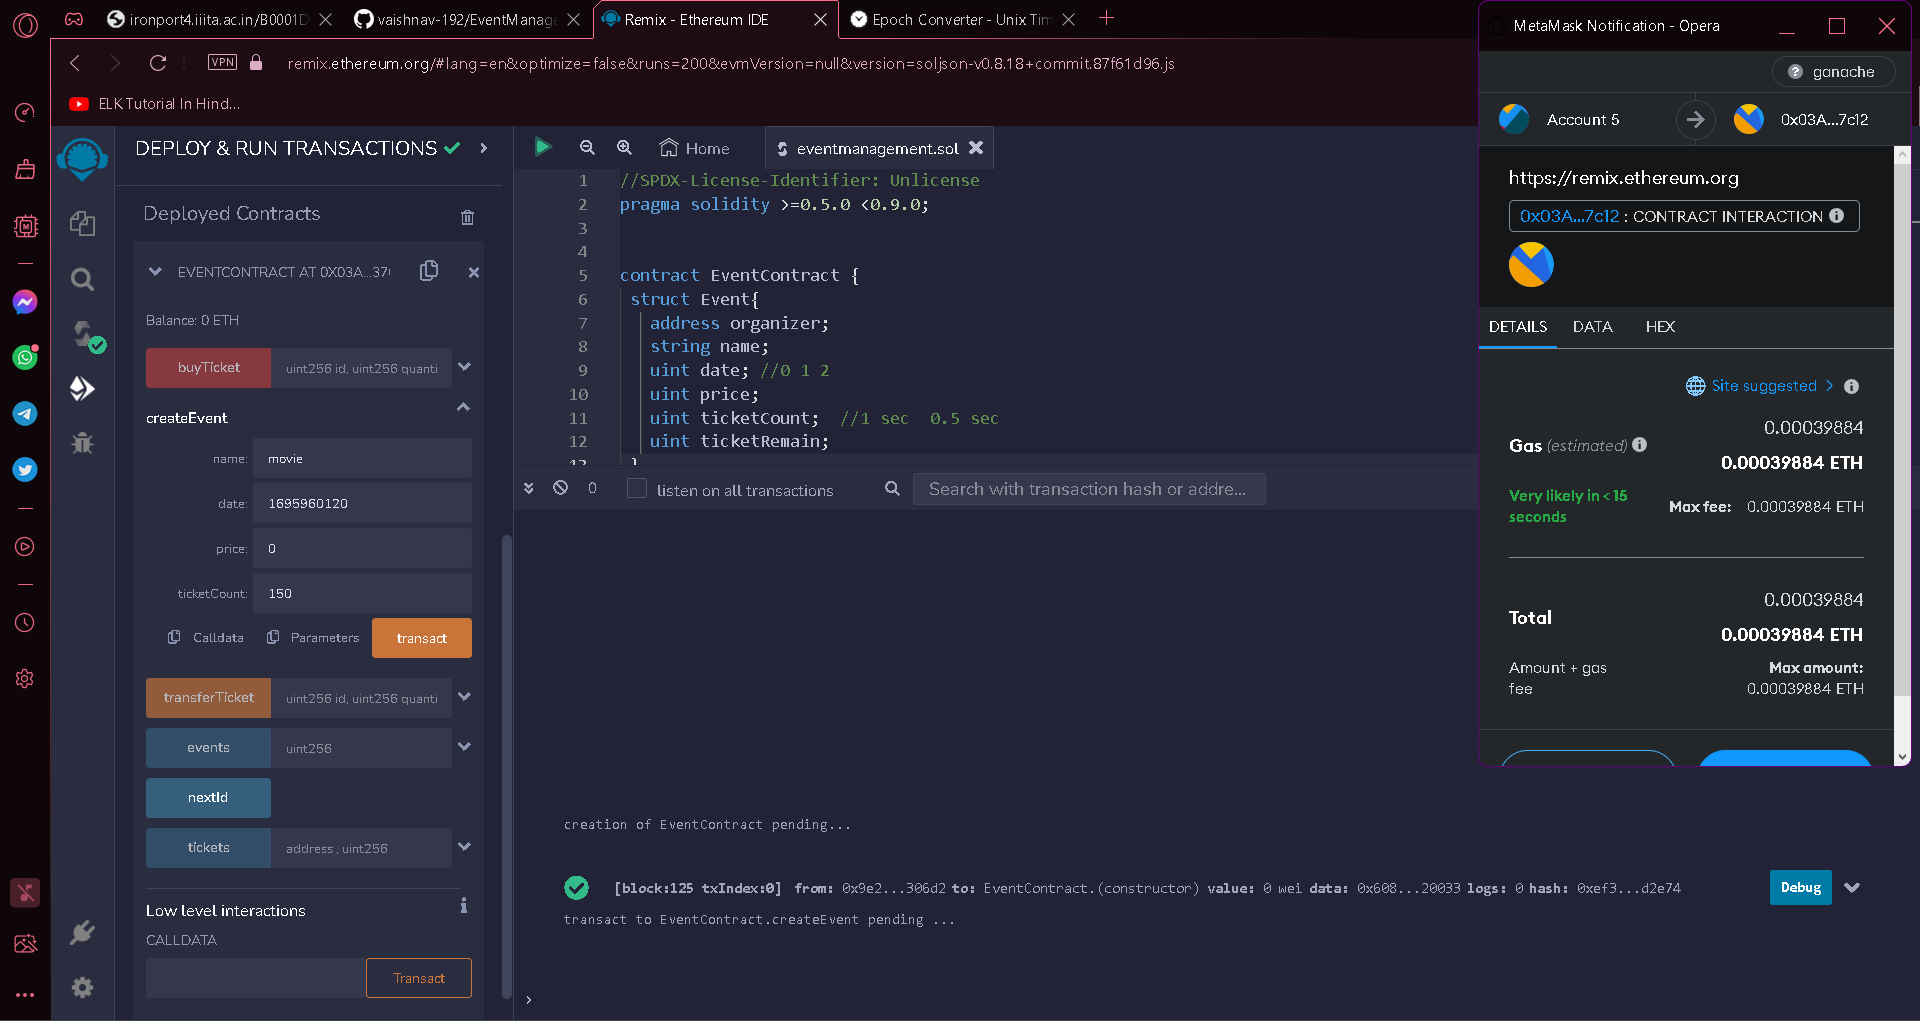 ironport4.iiita.ac.in/B0001D
vaishnav-192/EventManage
Remix - Ethereum IDE
Epoch Converter - Unix Tim
VPN
remix.ethereum.org/#lang=en&optimize=false&runs=200&evmVersion=null&version=soljson-v0.8.18+commit.87f61d96.js
ELK Tutorial In Hind...
DEPLOY & RUN TRANSACTIONS
Deployed Contracts
EVENTCONTRACT AT 0X03A...37
Balance: 0 ETH
buyTicket
uint256 id, uint256 quanti
createEvent
name:
movie
date:
1695960120
price:
0
ticketCount:
150
Calldata
Parameters
transact
transferTicket
uint256 id, uint256 quanti
events
uint256
nextId
tickets
address , uint256
Low level interactions
i
CALLDATA
Transact
Home
eventmanagement.sol
1 //SPDX-License-Identifier: Unlicense
2 pragma solidity >=0.5.0 <0.9.0;
3
4
5 contract EventContract {
6 struct Event{
7 address organizer;
8 string name;
9 uint date; //0 1 2
10 uint price;
11 uint ticketCount; //1 sec 0.5 sec
12 uint ticketRemain;
13 }
0
listen on all transactions
Search with transaction hash or addre...
creation of EventContract pending...
[block:125 txIndex:0] from: 0x9e2...306d2 to: EventContract.(constructor) value: 0 wei data: 0x608...20033 logs: 0 hash: 0xef3...d2e74
Debug
transact to EventContract.createEvent pending ...
>
MetaMask Notification - Opera
ganache
Account 5
0x03A...7c12
https://remix.ethereum.org
0x03A...7c12 : CONTRACT INTERACTION
DETAILS
DATA
HEX
Site suggested >
0.00039884
Gas (estimated)
0.00039884 ETH
Very likely in < 15
seconds
Max fee: 0.00039884 ETH
0.00039884
Total
0.00039884 ETH
Amount + gas
fee
Max amount:
0.00039884 ETH